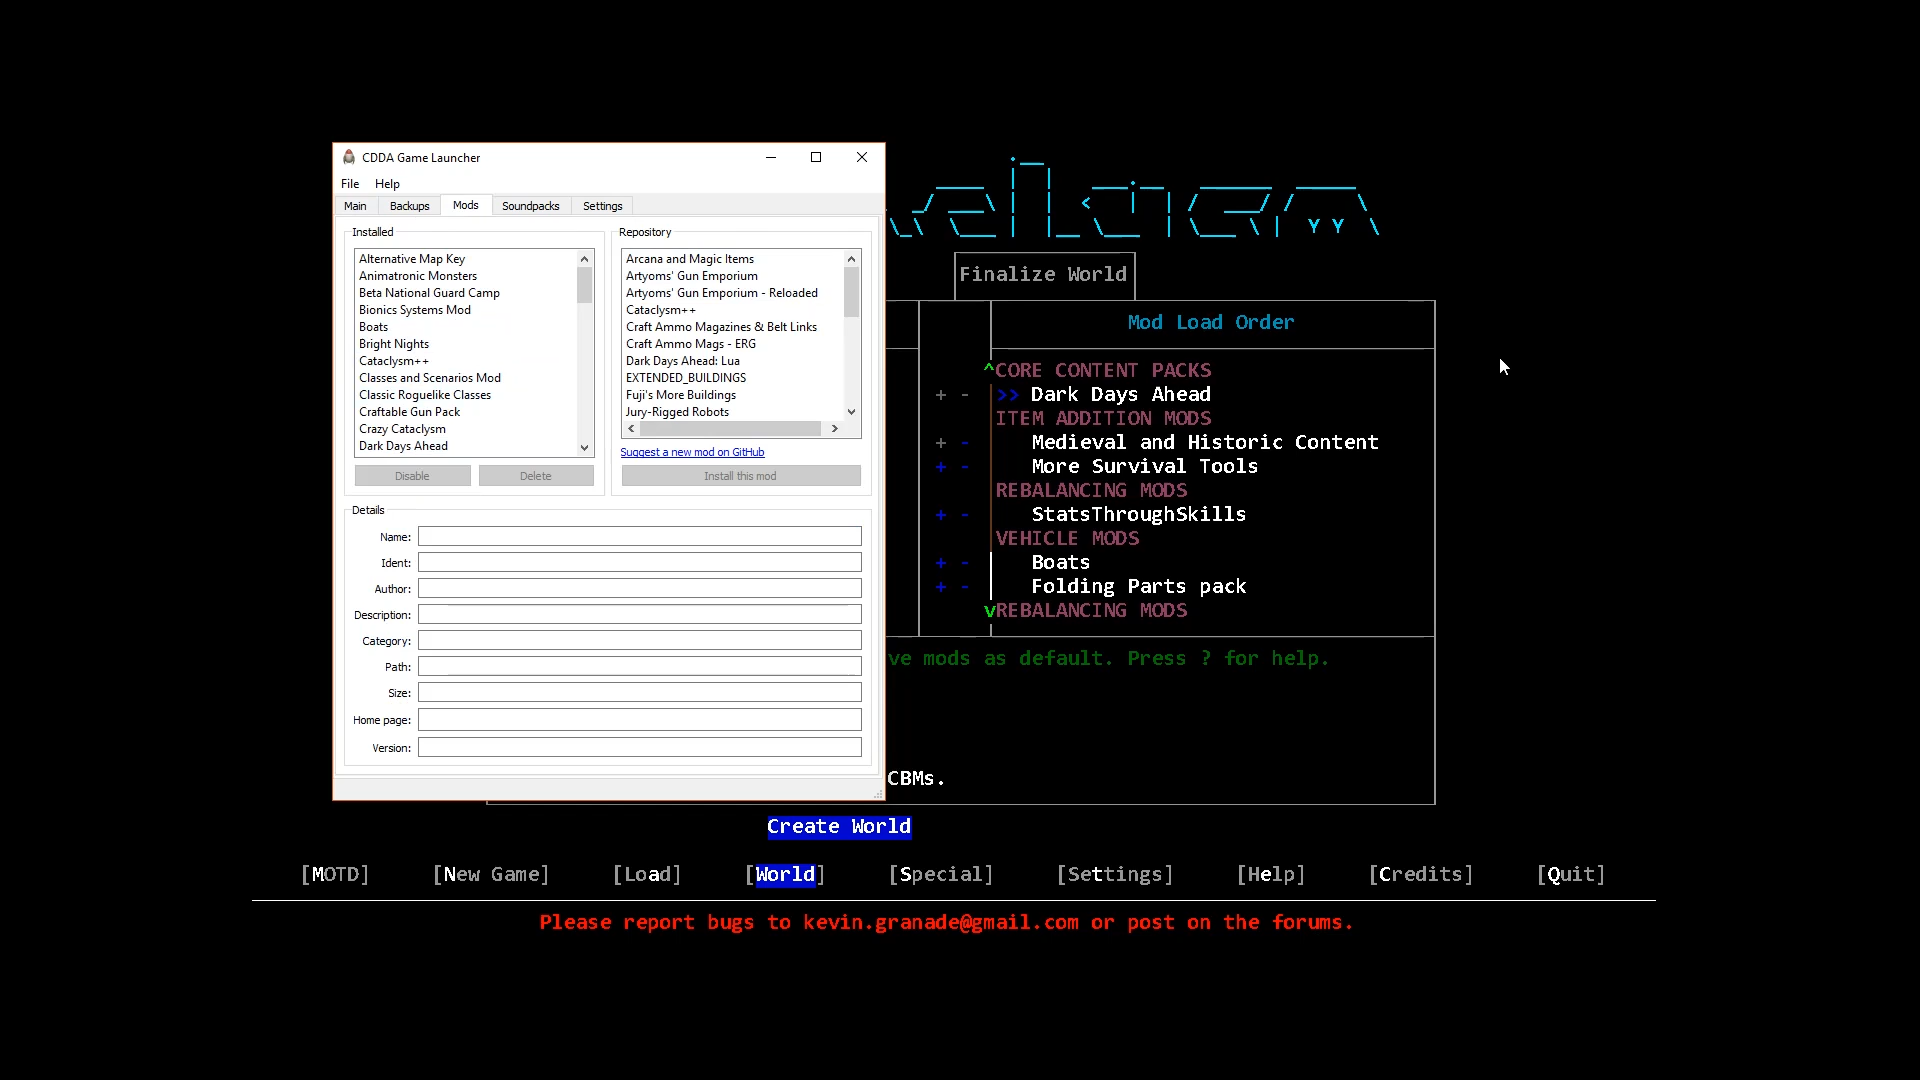 CDDA Game Launcher
File Help
Main Backups Mods Soundpacks Settings
Installed
Alternative Map Key
Animatronic Monsters
Beta National Guard Camp
Bionics Systems Mod
Boats
Bright Nights
Cataclysm++
Classes and Scenarios Mod
Classic Roguelike Classes
Craftable Gun Pack
Crazy Cataclysm
Dark Days Ahead
Disable Delete
Repository
Arcana and Magic Items
Artyoms' Gun Emporium
Artyoms' Gun Emporium - Reloaded
Cataclysm++
Craft Ammo Magazines & Belt Links
Craft Ammo Mags - ERG
Dark Days Ahead: Lua
EXTENDED_BUILDINGS
Fuji's More Buildings
Jury-Rigged Robots
Suggest a new mod on GitHub
Install this mod
Details
Name:
Ident:
Author:
Description:
Category:
Path:
Size:
Home page:
Version:
Finalize World
Mod Load Order
^CORE CONTENT PACKS
+ - >> Dark Days Ahead
ITEM ADDITION MODS
+ - Medieval and Historic Content
+ - More Survival Tools
REBALANCING MODS
+ - StatsThroughSkills
VEHICLE MODS
+ - Boats
+ - Folding Parts pack
vREBALANCING MODS
ve mods as default. Press ? for help.
CBMs.
Create World
[MOTD] [New Game] [Load] [World] [Special] [Settings] [Help] [Credits] [Quit]
Please report bugs to kevin.granade@gmail.com or post on the forums.